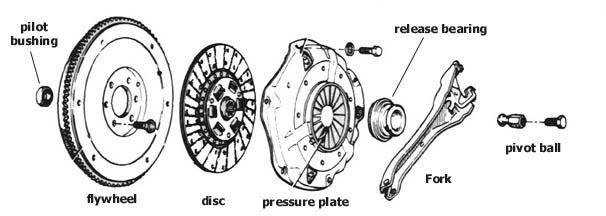 pilot
bushing
release bearing
flywheel
disc
pressure plate
Fork
pivot ball